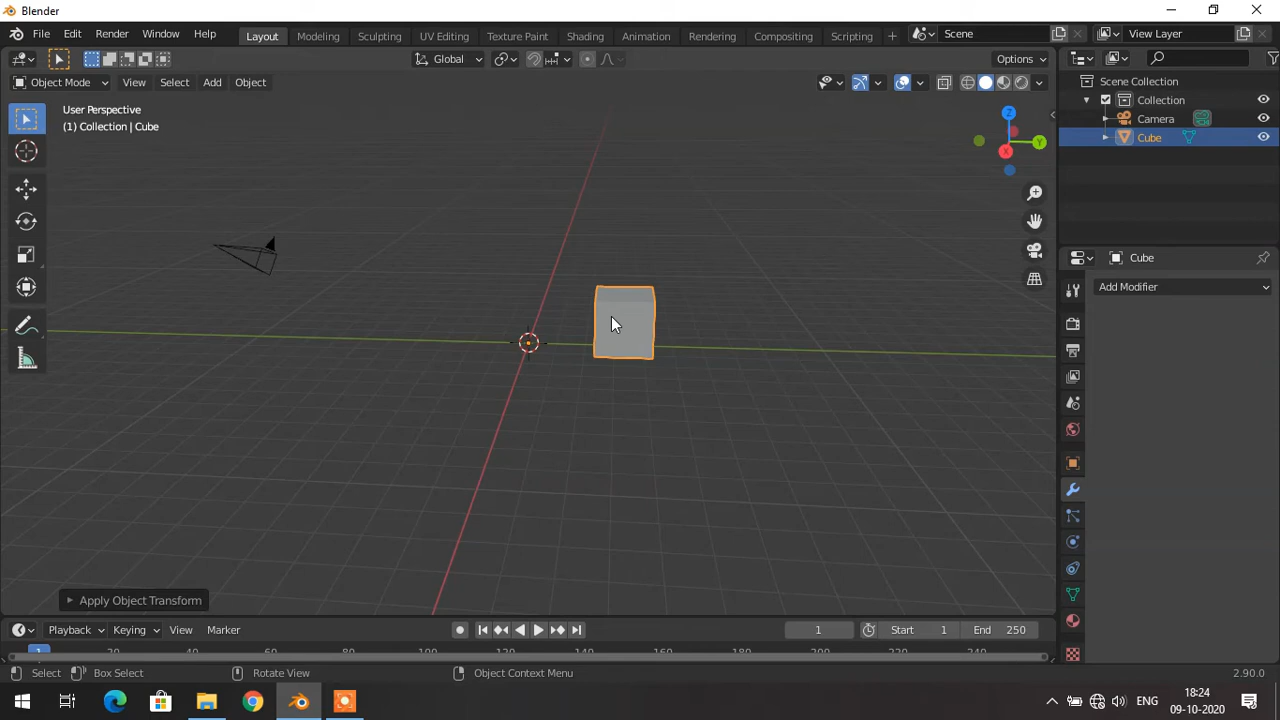 Blender
File Edit Render Window Help Layout Modeling Sculpting UV Editing Texture Paint Shading Animation Rendering Compositing Scripting + Scene View Layer
Global Options
Object Mode View Select Add Object
User Perspective
(1) Collection | Cube
Z
Y
X
Scene Collection
Collection
Camera
Cube
Cube
Add Modifier
Apply Object Transform
Playback Keying View Marker 1 Start 1 End 250
1 20 40 60 80 100 120 140 160 180 200 220 240
Select Box Select Rotate View Object Context Menu 2.90.0
ENG
18:24
09-10-2020